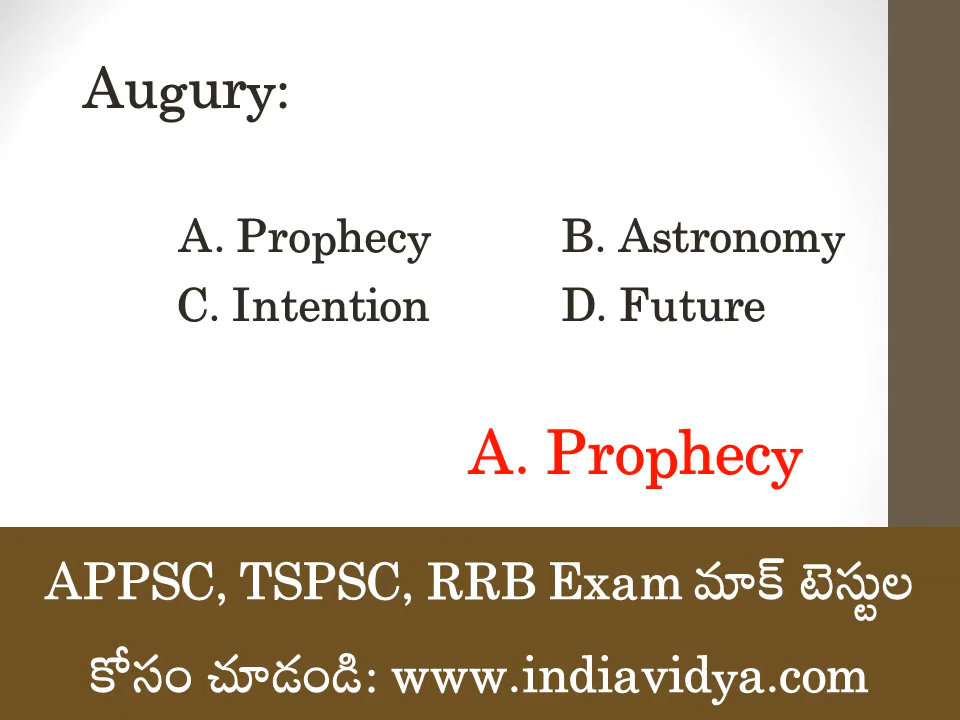 Augury:
A. Prophecy B. Astronomy
C. Intention D. Future
A. Prophecy
APPSC, TSPSC, RRB Exam మాక్ టెస్టుల
కోసం చూడండి: www.indiavidya.com